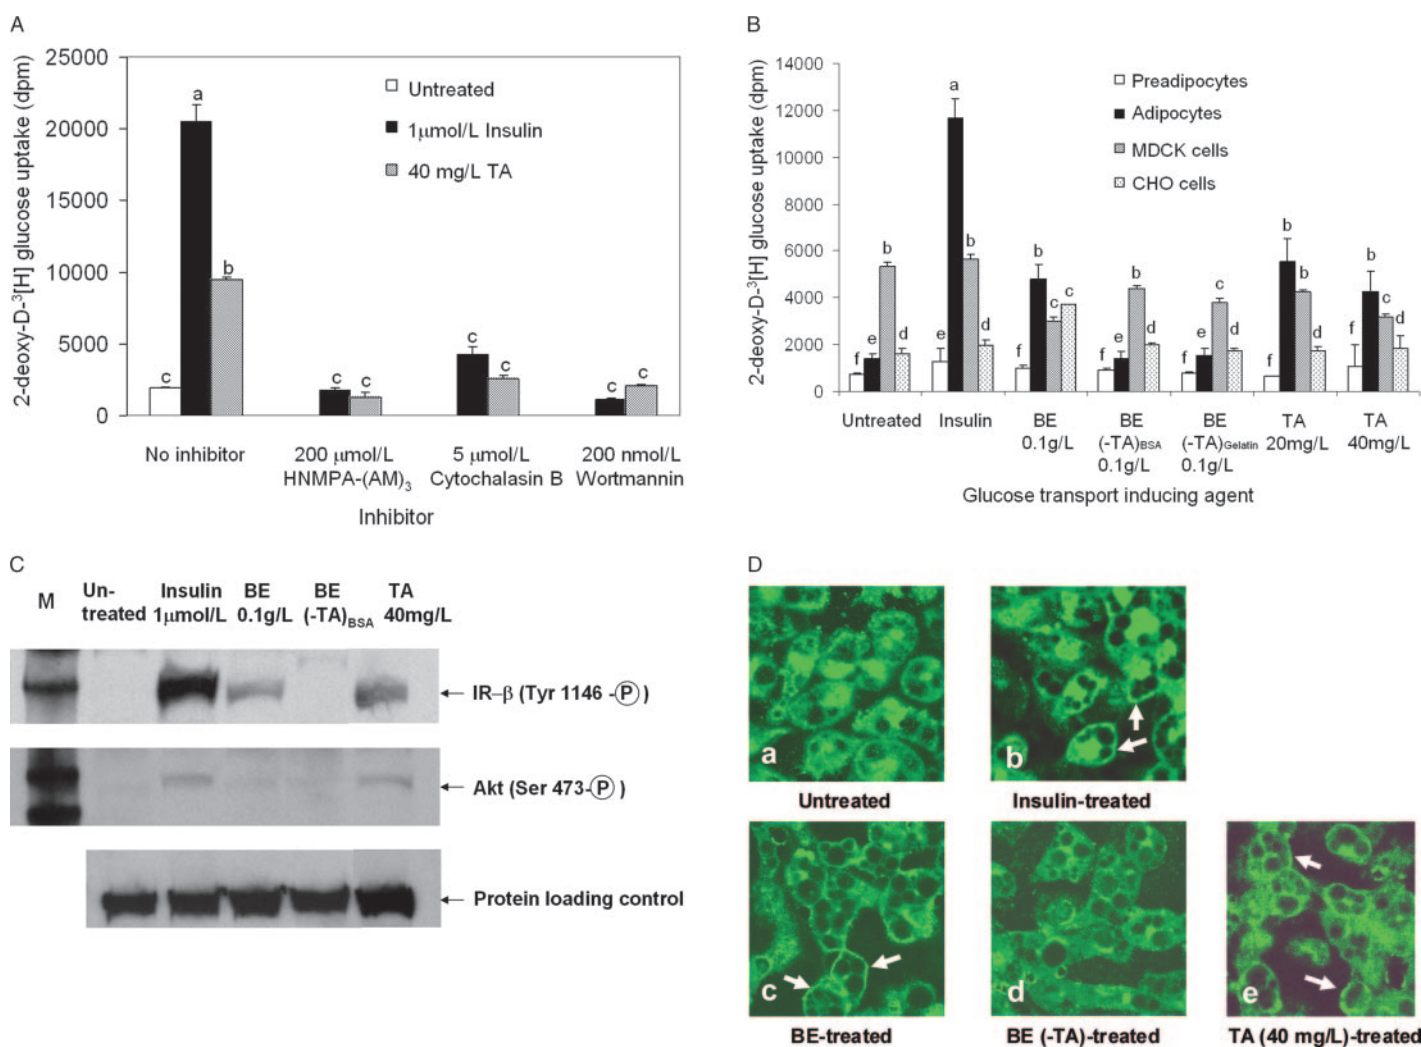 A
2-deoxy-D-³[H] glucose uptake (dpm)
25000
20000
15000
10000
5000
0
Untreated
1μmol/L Insulin
40 mg/L TA
a
b
c
c c
c
c
c
c
No inhibitor
200 μmol/L
HNMPA-(AM)₃
5 μmol/L
Cytochalasin B
200 nmol/L
Wortmannin
Inhibitor
B
2-deoxy-D-³[H] glucose uptake (dpm)
14000
12000
10000
8000
6000
4000
2000
0
Preadipocytes
Adipocytes
MDCK cells
CHO cells
f e b d
e a b d
f b c c
f e b d
f e c d
f b b d
f b c d
Untreated
Insulin
BE
0.1g/L
BE
(-TA)BSA
0.1g/L
BE
(-TA)Gelatin
0.1g/L
TA
20mg/L
TA
40mg/L
Glucose transport inducing agent
C
M
Un-
treated
Insulin
1μmol/L
BE
0.1g/L
BE
(-TA)BSA
TA
40mg/L
IR–β (Tyr 1146 -Ⓟ)
Akt (Ser 473-Ⓟ)
Protein loading control
D
a
Untreated
b
Insulin-treated
c
BE-treated
d
BE (-TA)-treated
e
TA (40 mg/L)-treated